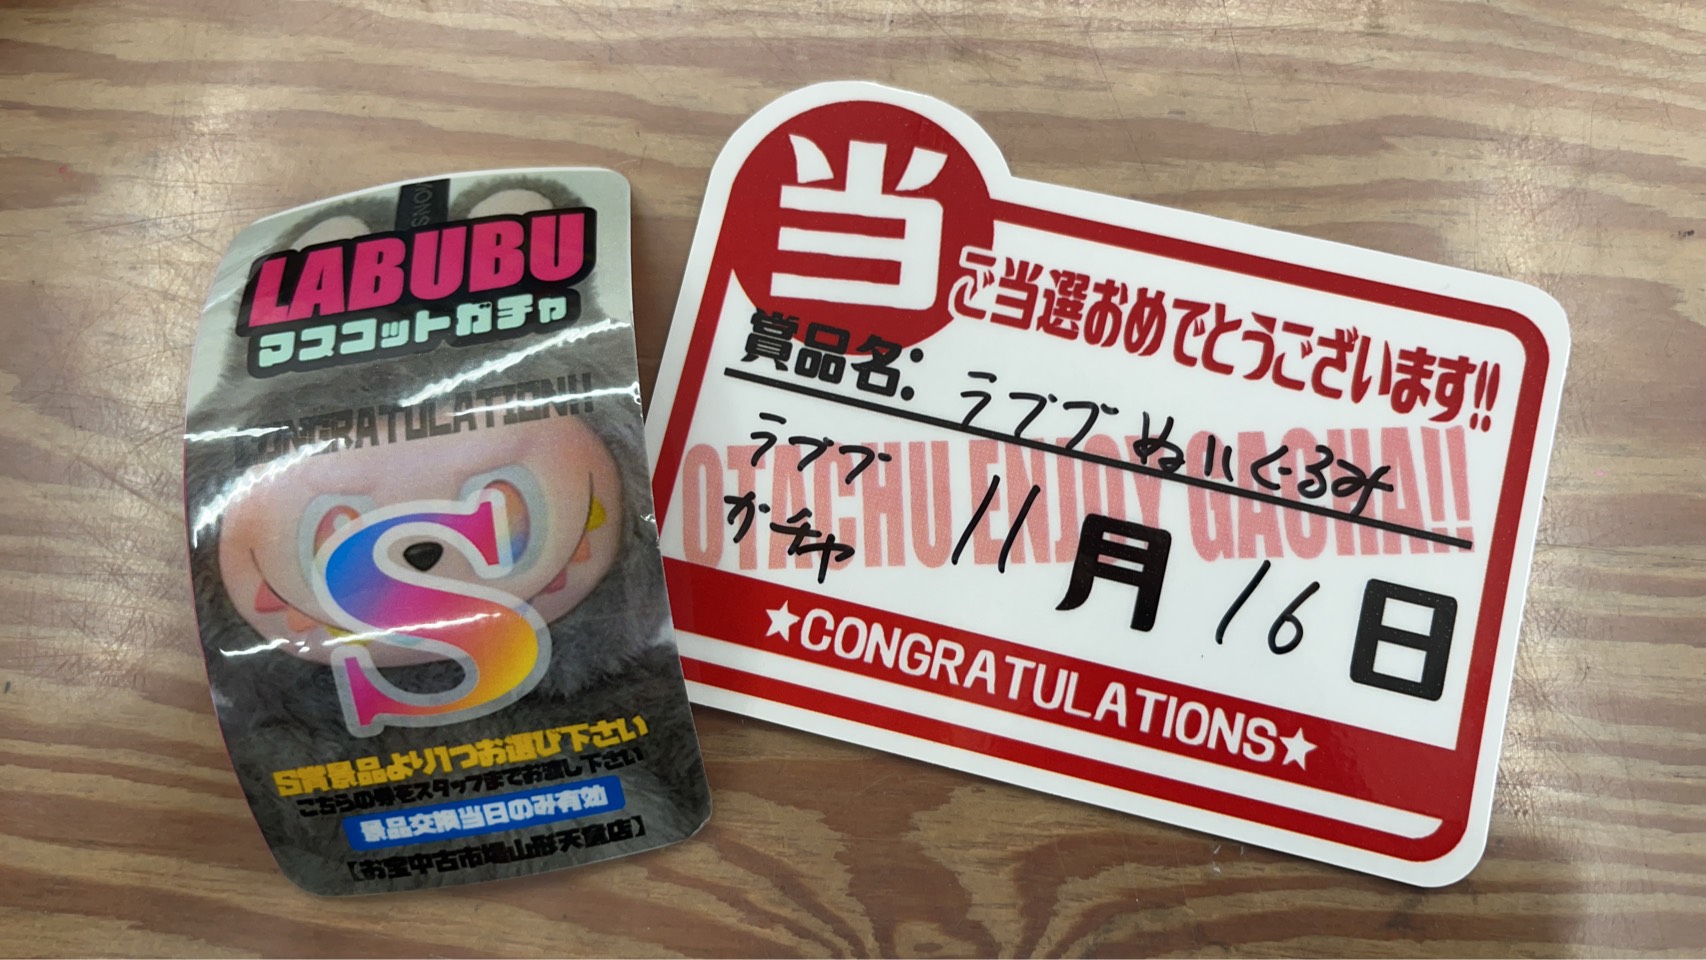 LABUBU
マスコットガチャ
CONGRATULATION!!
S
S賞景品より1つお選び下さい
こちらの券をスタッフまでお渡し下さい
景品交換当日のみ有効
【お宝中古市場山形天童店】
当
ご当選おめでとうございます!!
賞品名: ラブブ ぬいぐるみ
OTACHU ENJOY GACHA!!
ラブブ
ガチャ
11月16日
★CONGRATULATIONS★